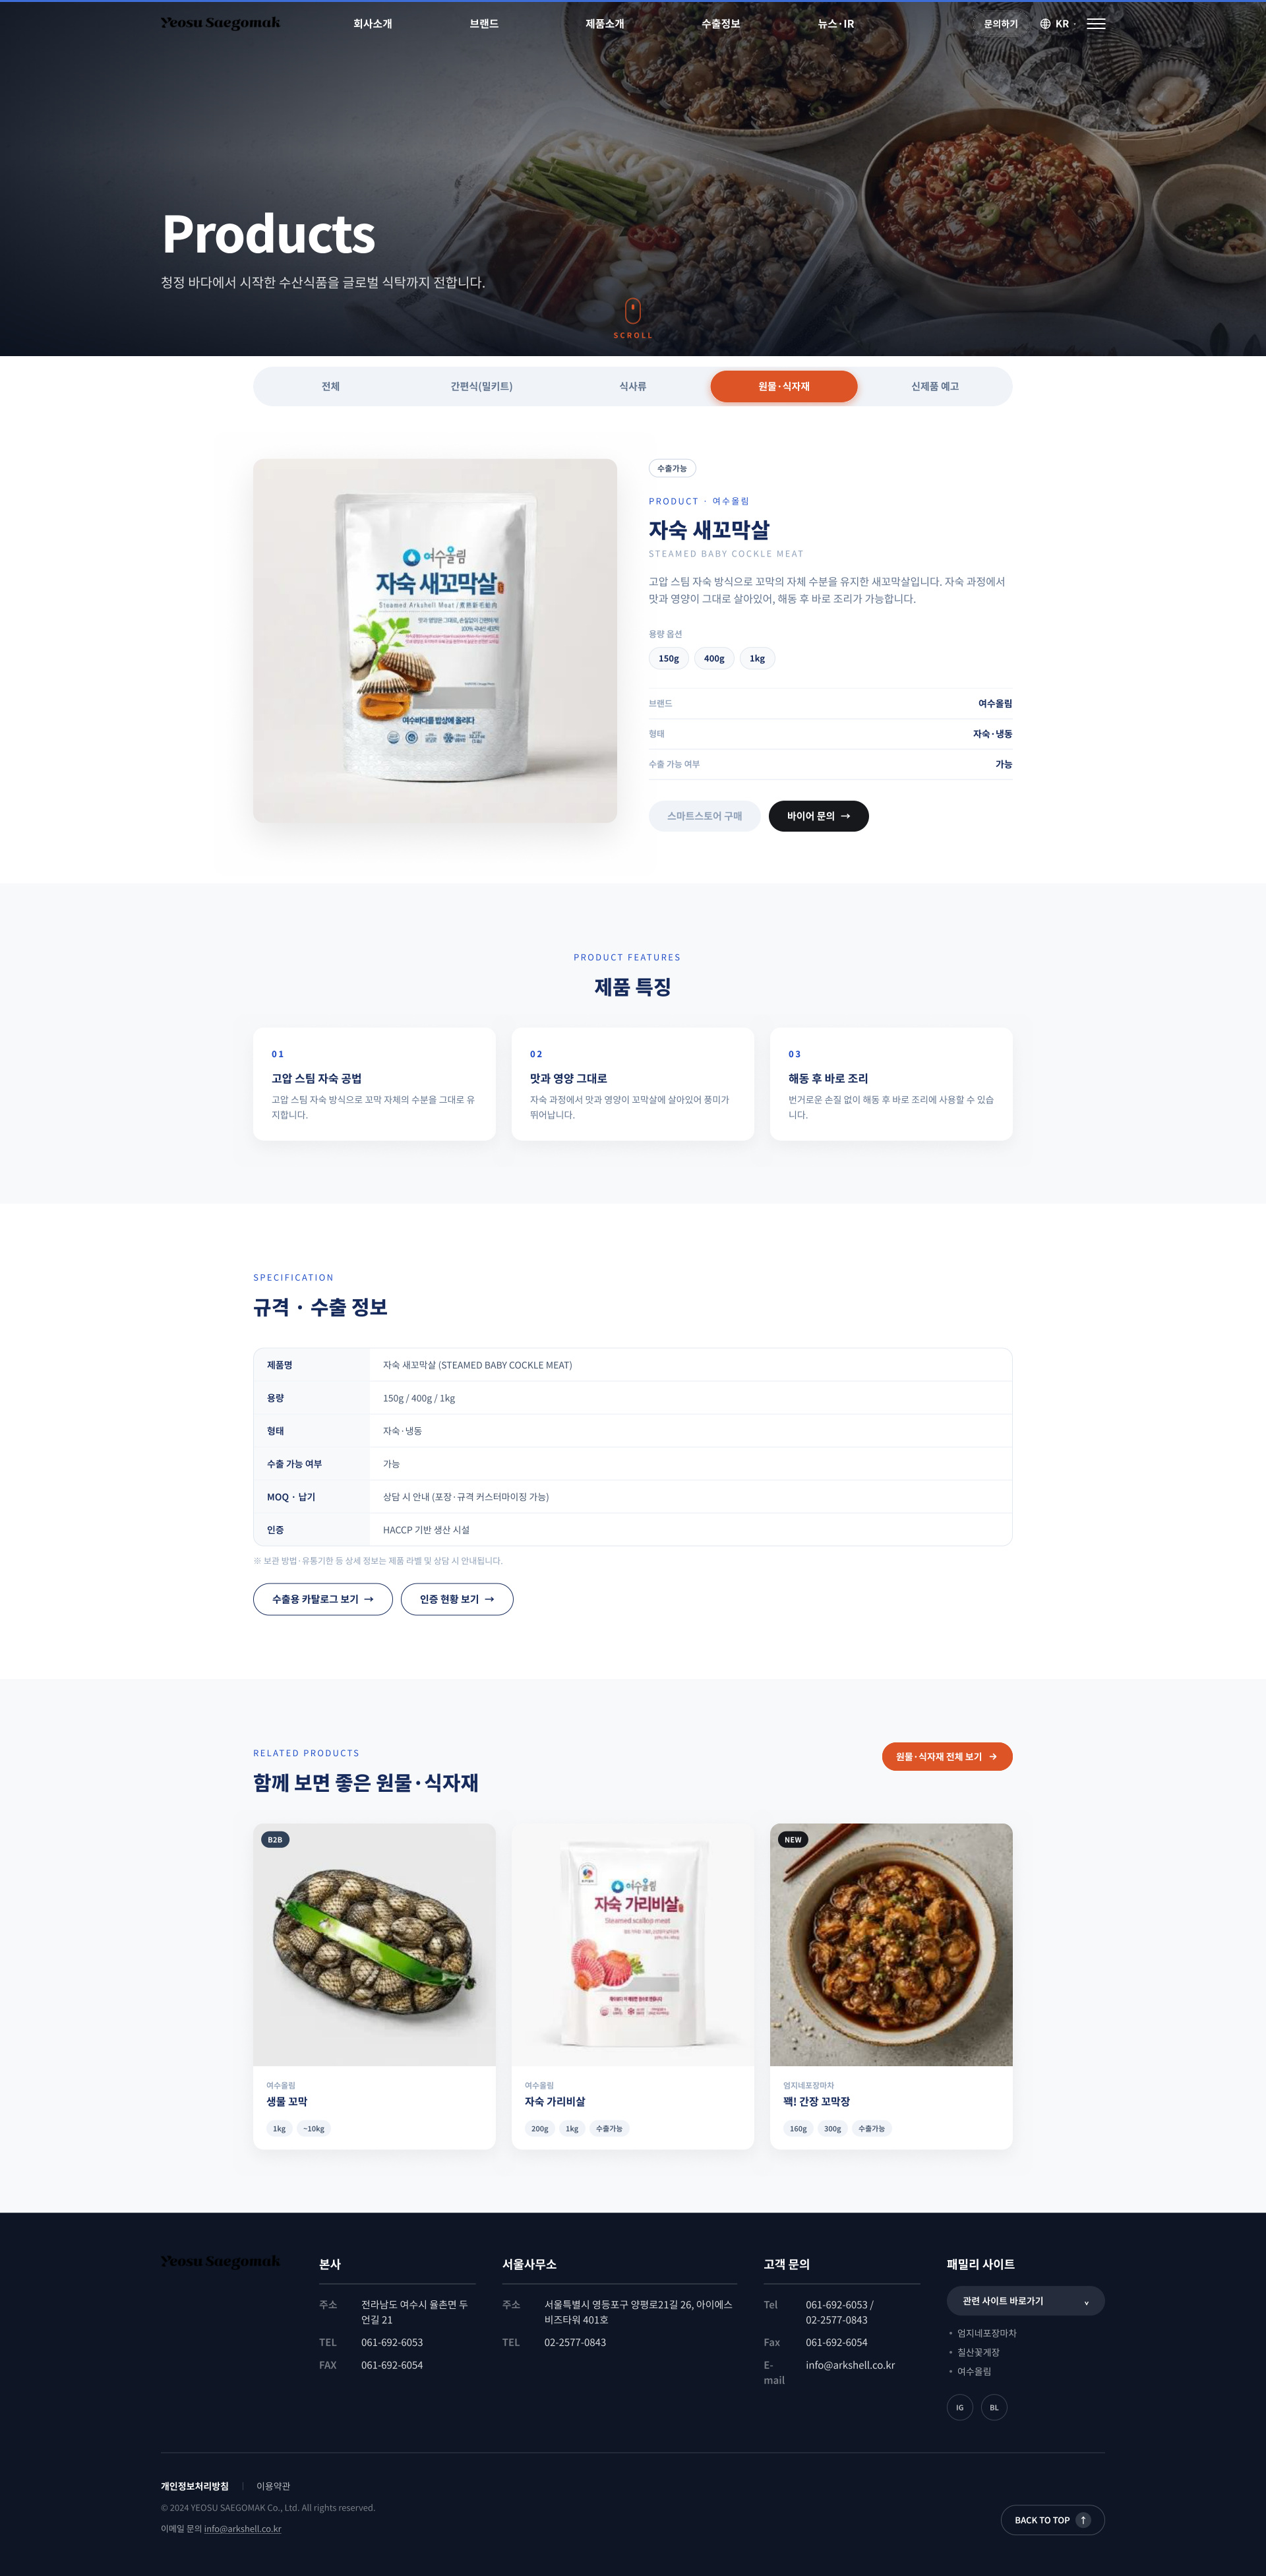 Yeosu Saegomak
회사소개
브랜드
제품소개
수출정보
뉴스·IR
문의하기
KR
Products
청정 바다에서 시작한 수산식품을 글로벌 식탁까지 전합니다.
SCROLL
전체
간편식(밀키트)
식사류
원물·식자재
신제품 예고
여수올림
자숙 새꼬막살
Steamed Arkshell Meat
여수바다를 밥상에 올리다
수출가능
PRODUCT · 여수올림
자숙 새꼬막살
STEAMED BABY COCKLE MEAT
고압 스팀 자숙 방식으로 꼬막의 자체 수분을 유지한 새꼬막살입니다. 자숙 과정에서
맛과 영양이 그대로 살아있어, 해동 후 바로 조리가 가능합니다.
용량 옵션
150g
400g
1kg
브랜드
여수올림
형태
자숙·냉동
수출 가능 여부
가능
스마트스토어 구매
바이어 문의 →
PRODUCT FEATURES
제품 특징
01
고압 스팀 자숙 공법
고압 스팀 자숙 방식으로 꼬막 자체의 수분을 그대로 유
지합니다.
02
맛과 영양 그대로
자숙 과정에서 맛과 영양이 꼬막살에 살아있어 풍미가
뛰어납니다.
03
해동 후 바로 조리
번거로운 손질 없이 해동 후 바로 조리에 사용할 수 있습
니다.
SPECIFICATION
규격 · 수출 정보
제품명
자숙 새꼬막살 (STEAMED BABY COCKLE MEAT)
용량
150g / 400g / 1kg
형태
자숙·냉동
수출 가능 여부
가능
MOQ · 납기
상담 시 안내 (포장·규격 커스터마이징 가능)
인증
HACCP 기반 생산 시설
※ 보관 방법·유통기한 등 상세 정보는 제품 라벨 및 상담 시 안내됩니다.
수출용 카탈로그 보기 →
인증 현황 보기 →
RELATED PRODUCTS
함께 보면 좋은 원물·식자재
원물·식자재 전체 보기 →
B2B
여수올림
생물 꼬막
1kg
~10kg
여수올림
자숙 가리비살
Steamed scallop meat
여수올림
자숙 가리비살
200g
1kg
수출가능
NEW
엄지네포장마차
꽥! 간장 꼬막장
160g
300g
수출가능
Yeosu Saegomak
본사
주소
전라남도 여수시 율촌면 두
언길 21
TEL
061-692-6053
FAX
061-692-6054
서울사무소
주소
서울특별시 영등포구 양평로21길 26, 아이에스
비즈타워 401호
TEL
02-2577-0843
고객 문의
Tel
061-692-6053 /
02-2577-0843
Fax
061-692-6054
E-
mail
info@arkshell.co.kr
패밀리 사이트
관련 사이트 바로가기
엄지네포장마차
칠산꽃게장
여수올림
IG
BL
개인정보처리방침
이용약관
© 2024 YEOSU SAEGOMAK Co., Ltd. All rights reserved.
이메일 문의 info@arkshell.co.kr
BACK TO TOP ↑